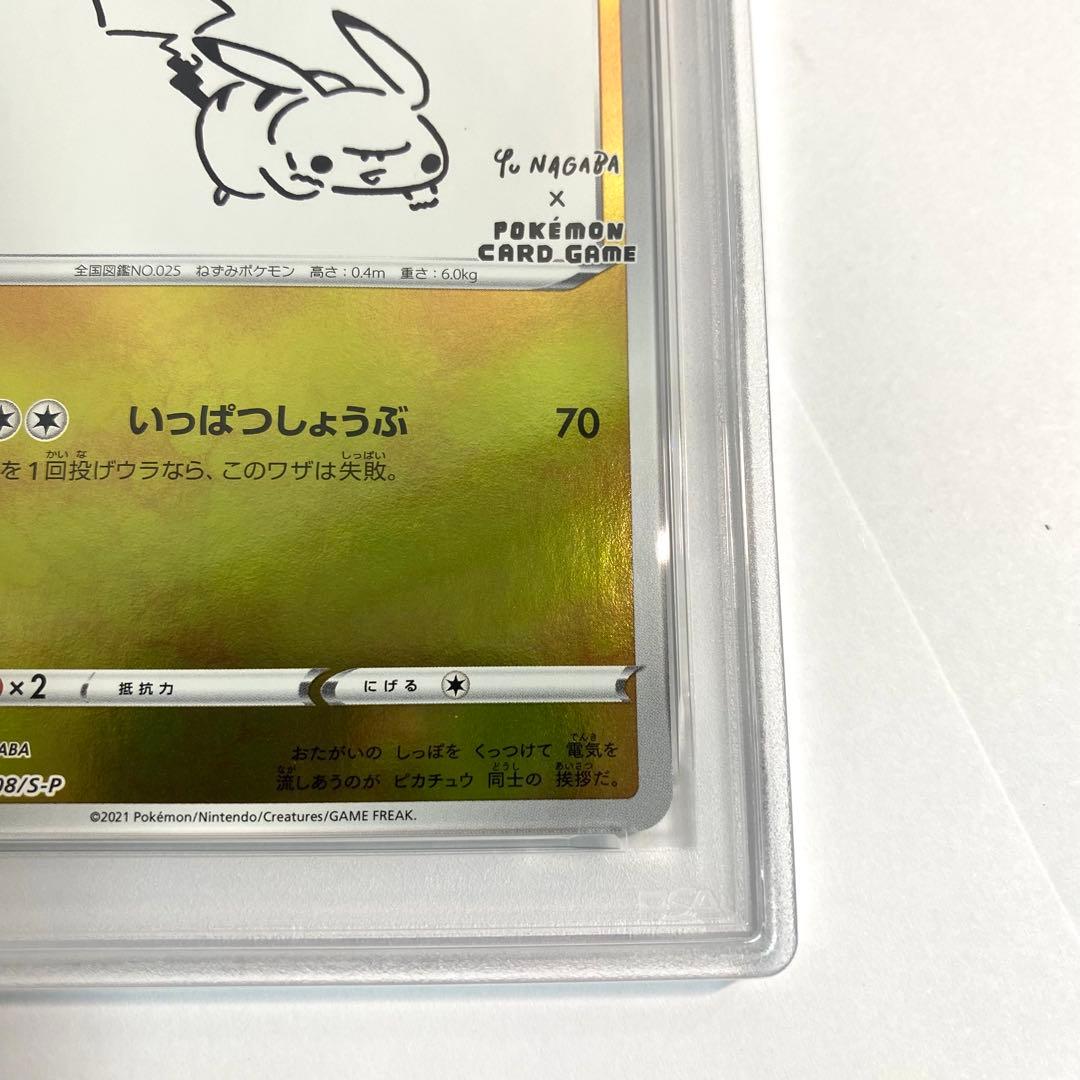 Yu NAGABA
×
POKÉMON
CARD GAME
全国図鑑NO.025 ねずみポケモン 高さ:0.4m 重さ:6.0kg
いっぱつしょうぶ 70
を1回投げウラなら、このワザは失敗。
×2 抵抗力 にげる
おたがいの しっぽを くっつけて 電気を
流しあうのが ピカチュウ 同士の 挨拶だ。
ABA
08/S-P
©2021 Pokémon/Nintendo/Creatures/GAME FREAK.
PSA